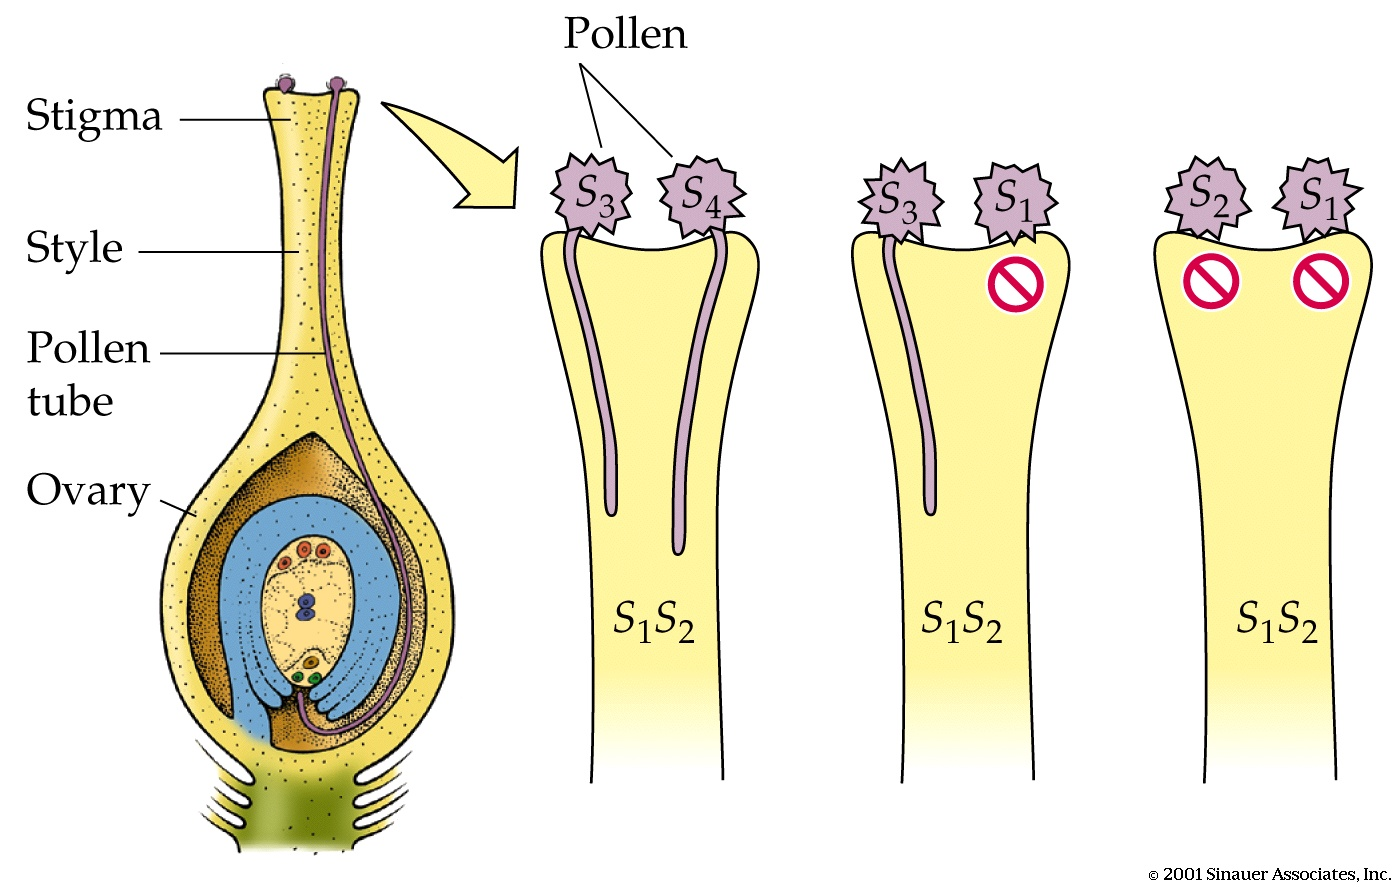 Pollen
Stigma
Style
Pollen
tube
Ovary
S3
S4
S1S2
S3
S1
S1S2
S2
S1
S1S2
© 2001 Sinauer Associates, Inc.